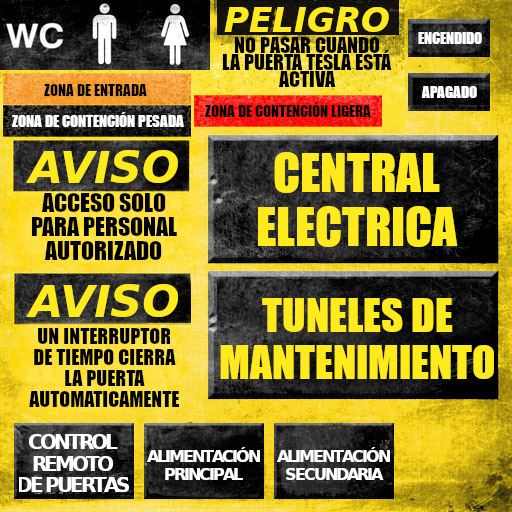 WC
PELIGRO
NO PASAR CUANDO
LA PUERTA TESLA ESTÁ
ACTIVA
ENCENDIDO
APAGADO
ZONA DE ENTRADA
ZONA DE CONTENCIÓN PESADA
ZONA DE CONTENCIÓN LIGERA
AVISO
ACCESO SOLO
PARA PERSONAL
AUTORIZADO
CENTRAL
ELECTRICA
AVISO
UN INTERRUPTOR
DE TIEMPO CIERRA
LA PUERTA
AUTOMATICAMENTE
TUNELES DE
MANTENIMIENTO
CONTROL
REMOTO
DE PUERTAS
ALIMENTACIÓN
PRINCIPAL
ALIMENTACIÓN
SECUNDARIA